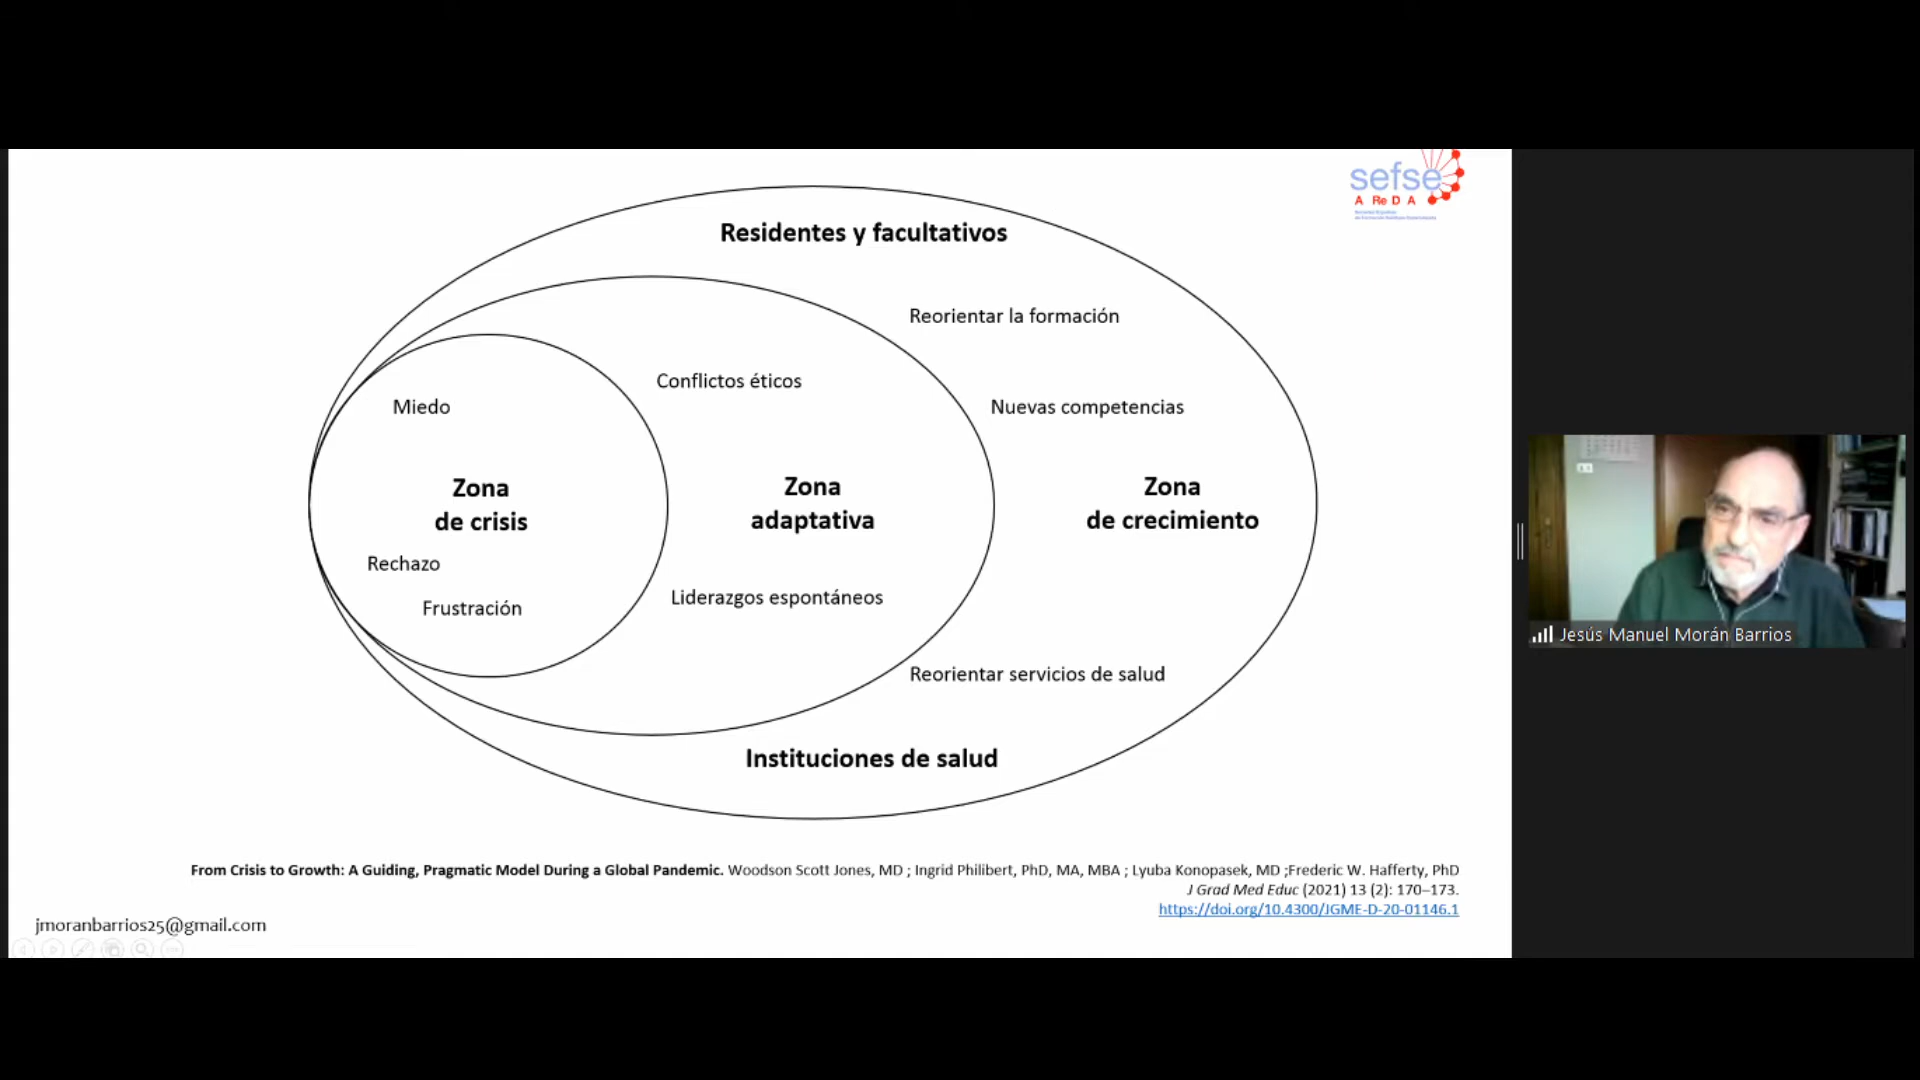 sefse
A Re D A
Residentes y facultativos
Reorientar la formación
Conflictos éticos
Miedo
Nuevas competencias
Zona
de crisis
Zona
adaptativa
Zona
de crecimiento
Rechazo
Liderazgos espontáneos
Frustración
Reorientar servicios de salud
Instituciones de salud
From Crisis to Growth: A Guiding, Pragmatic Model During a Global Pandemic. Woodson Scott Jones, MD ; Ingrid Philibert, PhD, MA, MBA ; Lyuba Konopasek, MD ;Frederic W. Hafferty, PhD
J Grad Med Educ (2021) 13 (2): 170–173.
https://doi.org/10.4300/JGME-D-20-01146.1
jmoranbarrios25@gmail.com
Jesús Manuel Morán Barrios